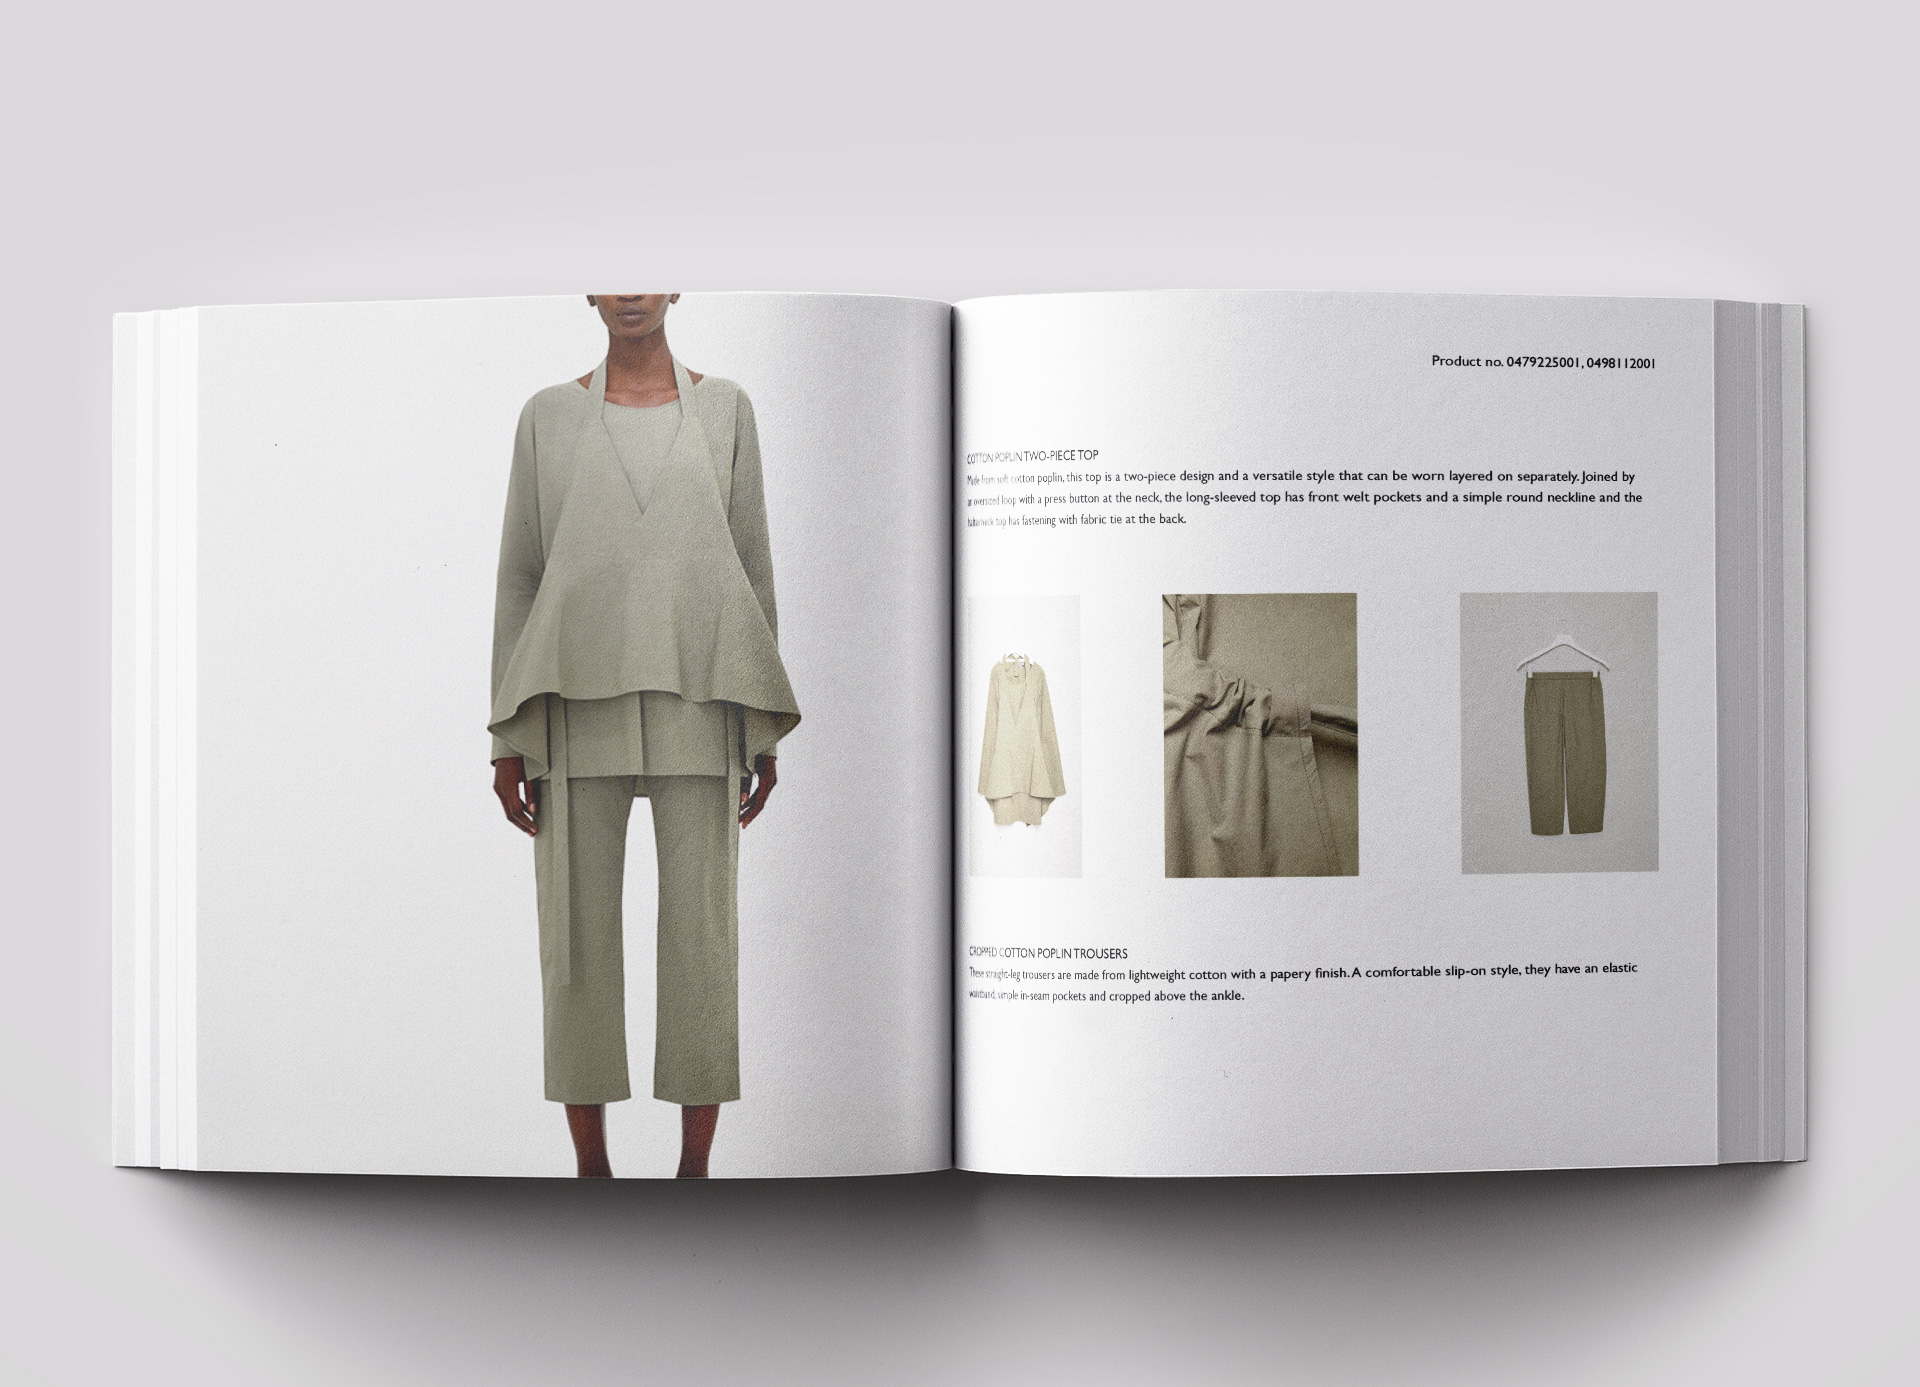 Product no. 0479225001, 0498112001
COTTON POPLIN TWO-PIECE TOP
Made from soft cotton poplin, this top is a two-piece design and a versatile style that can be worn layered on separately. Joined by
an oversized loop with a press button at the neck, the long-sleeved top has front welt pockets and a simple round neckline and the
halterneck top has fastening with fabric tie at the back.
CROPPED COTTON POPLIN TROUSERS
These straight-leg trousers are made from lightweight cotton with a papery finish. A comfortable slip-on style, they have an elastic
waistband, simple in-seam pockets and cropped above the ankle.